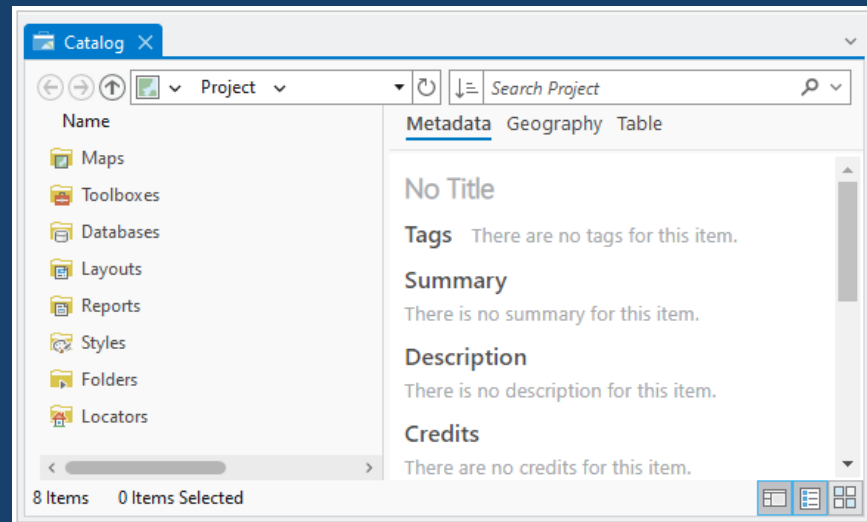 Catalog
Project
Search Project
Name
Maps
Toolboxes
Databases
Layouts
Reports
Styles
Folders
Locators
Metadata Geography Table
No Title
Tags There are no tags for this item.
Summary
There is no summary for this item.
Description
There is no description for this item.
Credits
There are no credits for this item.
8 Items 0 Items Selected